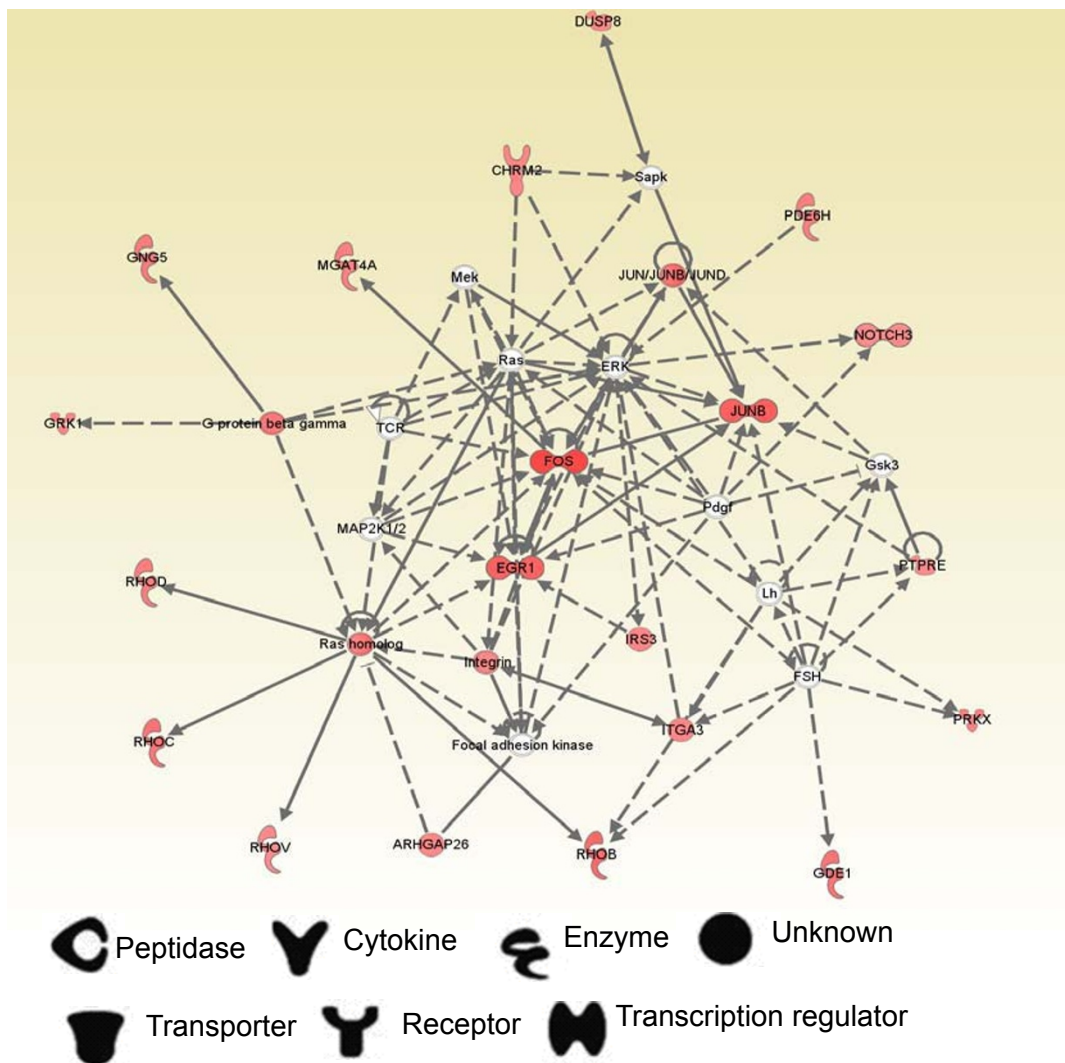 DUSP8
CHRM2
Sapk
PDE6H
GNG5
MGAT4A
Mek
JUN/JUNB/JUND
NOTCH3
Ras
ERK
JUNB
GRK1
G protein beta gamma
TCR
FOS
Gsk3
Pdgf
MAP2K1/2
EGR1
PTPRE
RHOD
Lh
Ras homolog
Integrin
IRS3
FSH
RHOC
Focal adhesion kinase
ITGA3
PRKX
RHOV
ARHGAP26
RHOB
GDE1
Peptidase
Cytokine
Enzyme
Unknown
Transporter
Receptor
Transcription regulator